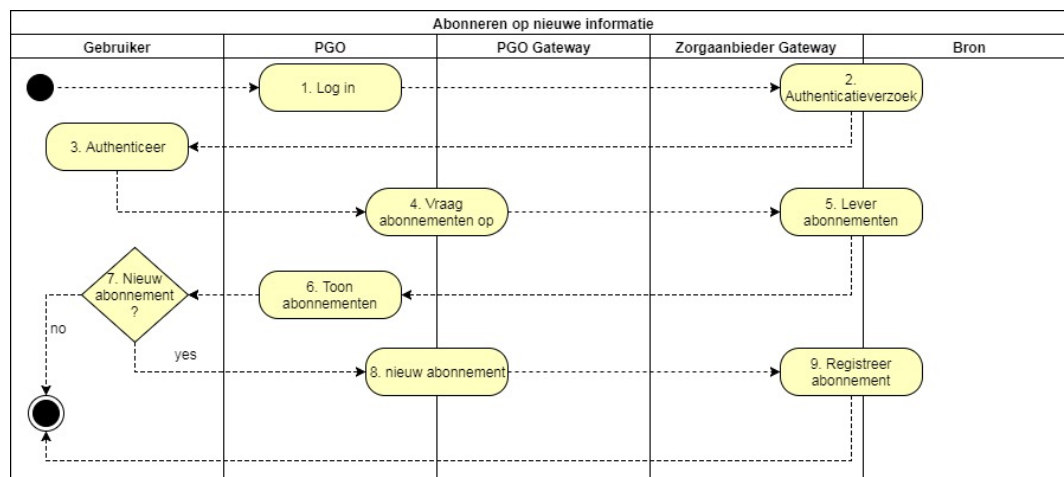 Abonneren op nieuwe informatie
Gebruiker
PGO
PGO Gateway
Zorgaanbieder Gateway
Bron
1. Log in
2.
Authenticatieverzoek
3. Authenticeer
4. Vraag
abonnementen op
5. Lever
abonnementen
7. Nieuw
abonnement
?
6. Toon
abonnementen
no
yes
8. nieuw abonnement
9. Registreer
abonnement